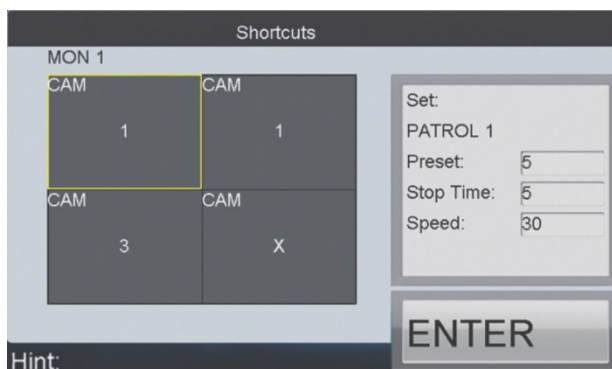 Shortcuts
MON 1
CAM
1
CAM
1
CAM
3
CAM
X
Set:
PATROL 1
Preset: 5
Stop Time: 5
Speed: 30
ENTER
Hint: